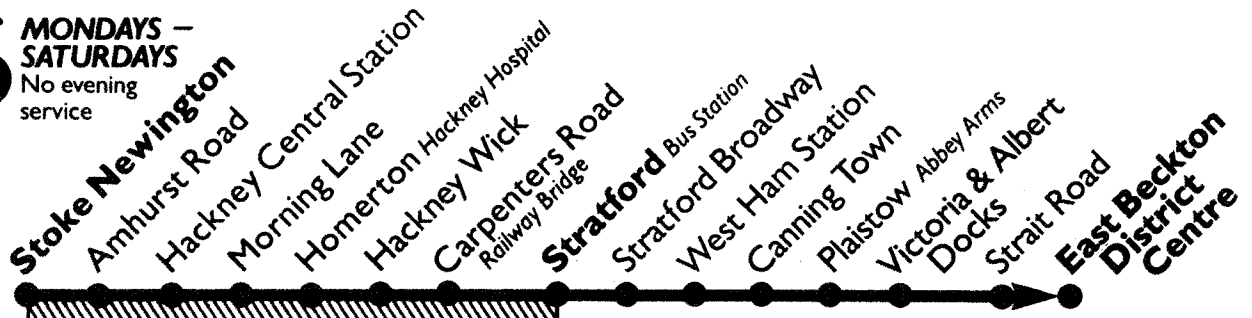 MONDAYS –
SATURDAYS
No evening
service
Stoke Newington
Amhurst Road
Hackney Central Station
Morning Lane
Homerton Hackney Hospital
Hackney Wick
Carpenters Road
Railway Bridge
Stratford Bus Station
Stratford Broadway
West Ham Station
Canning Town
Plaistow Abbey Arms
Victoria & Albert
Docks
Strait Road
East Beckton
District
Centre